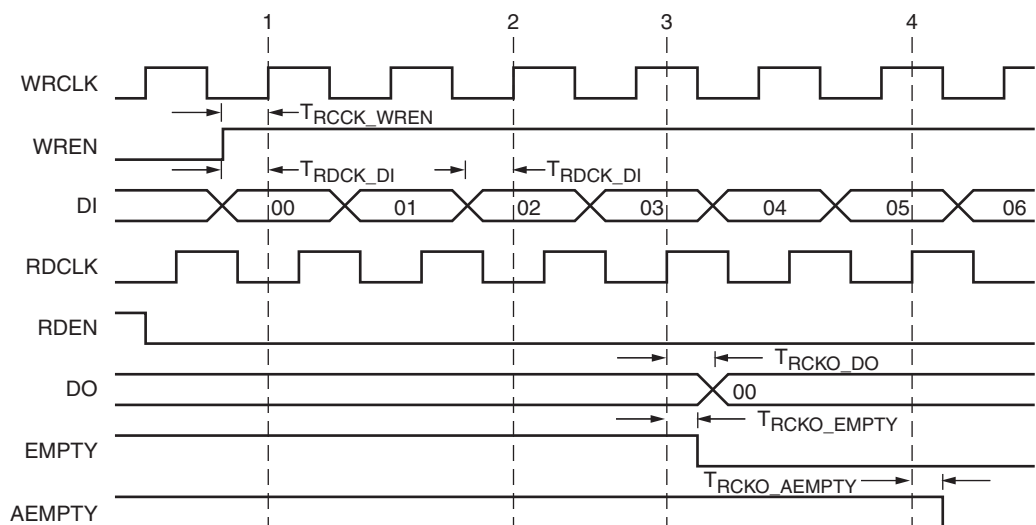 1 2 3 4
WRCLK
TRCCK_WREN
WREN
TRDCK_DI TRDCK_DI
DI 00 01 02 03 04 05 06
RDCLK
RDEN
TRCKO_DO
DO 00
TRCKO_EMPTY
EMPTY
TRCKO_AEMPTY
AEMPTY